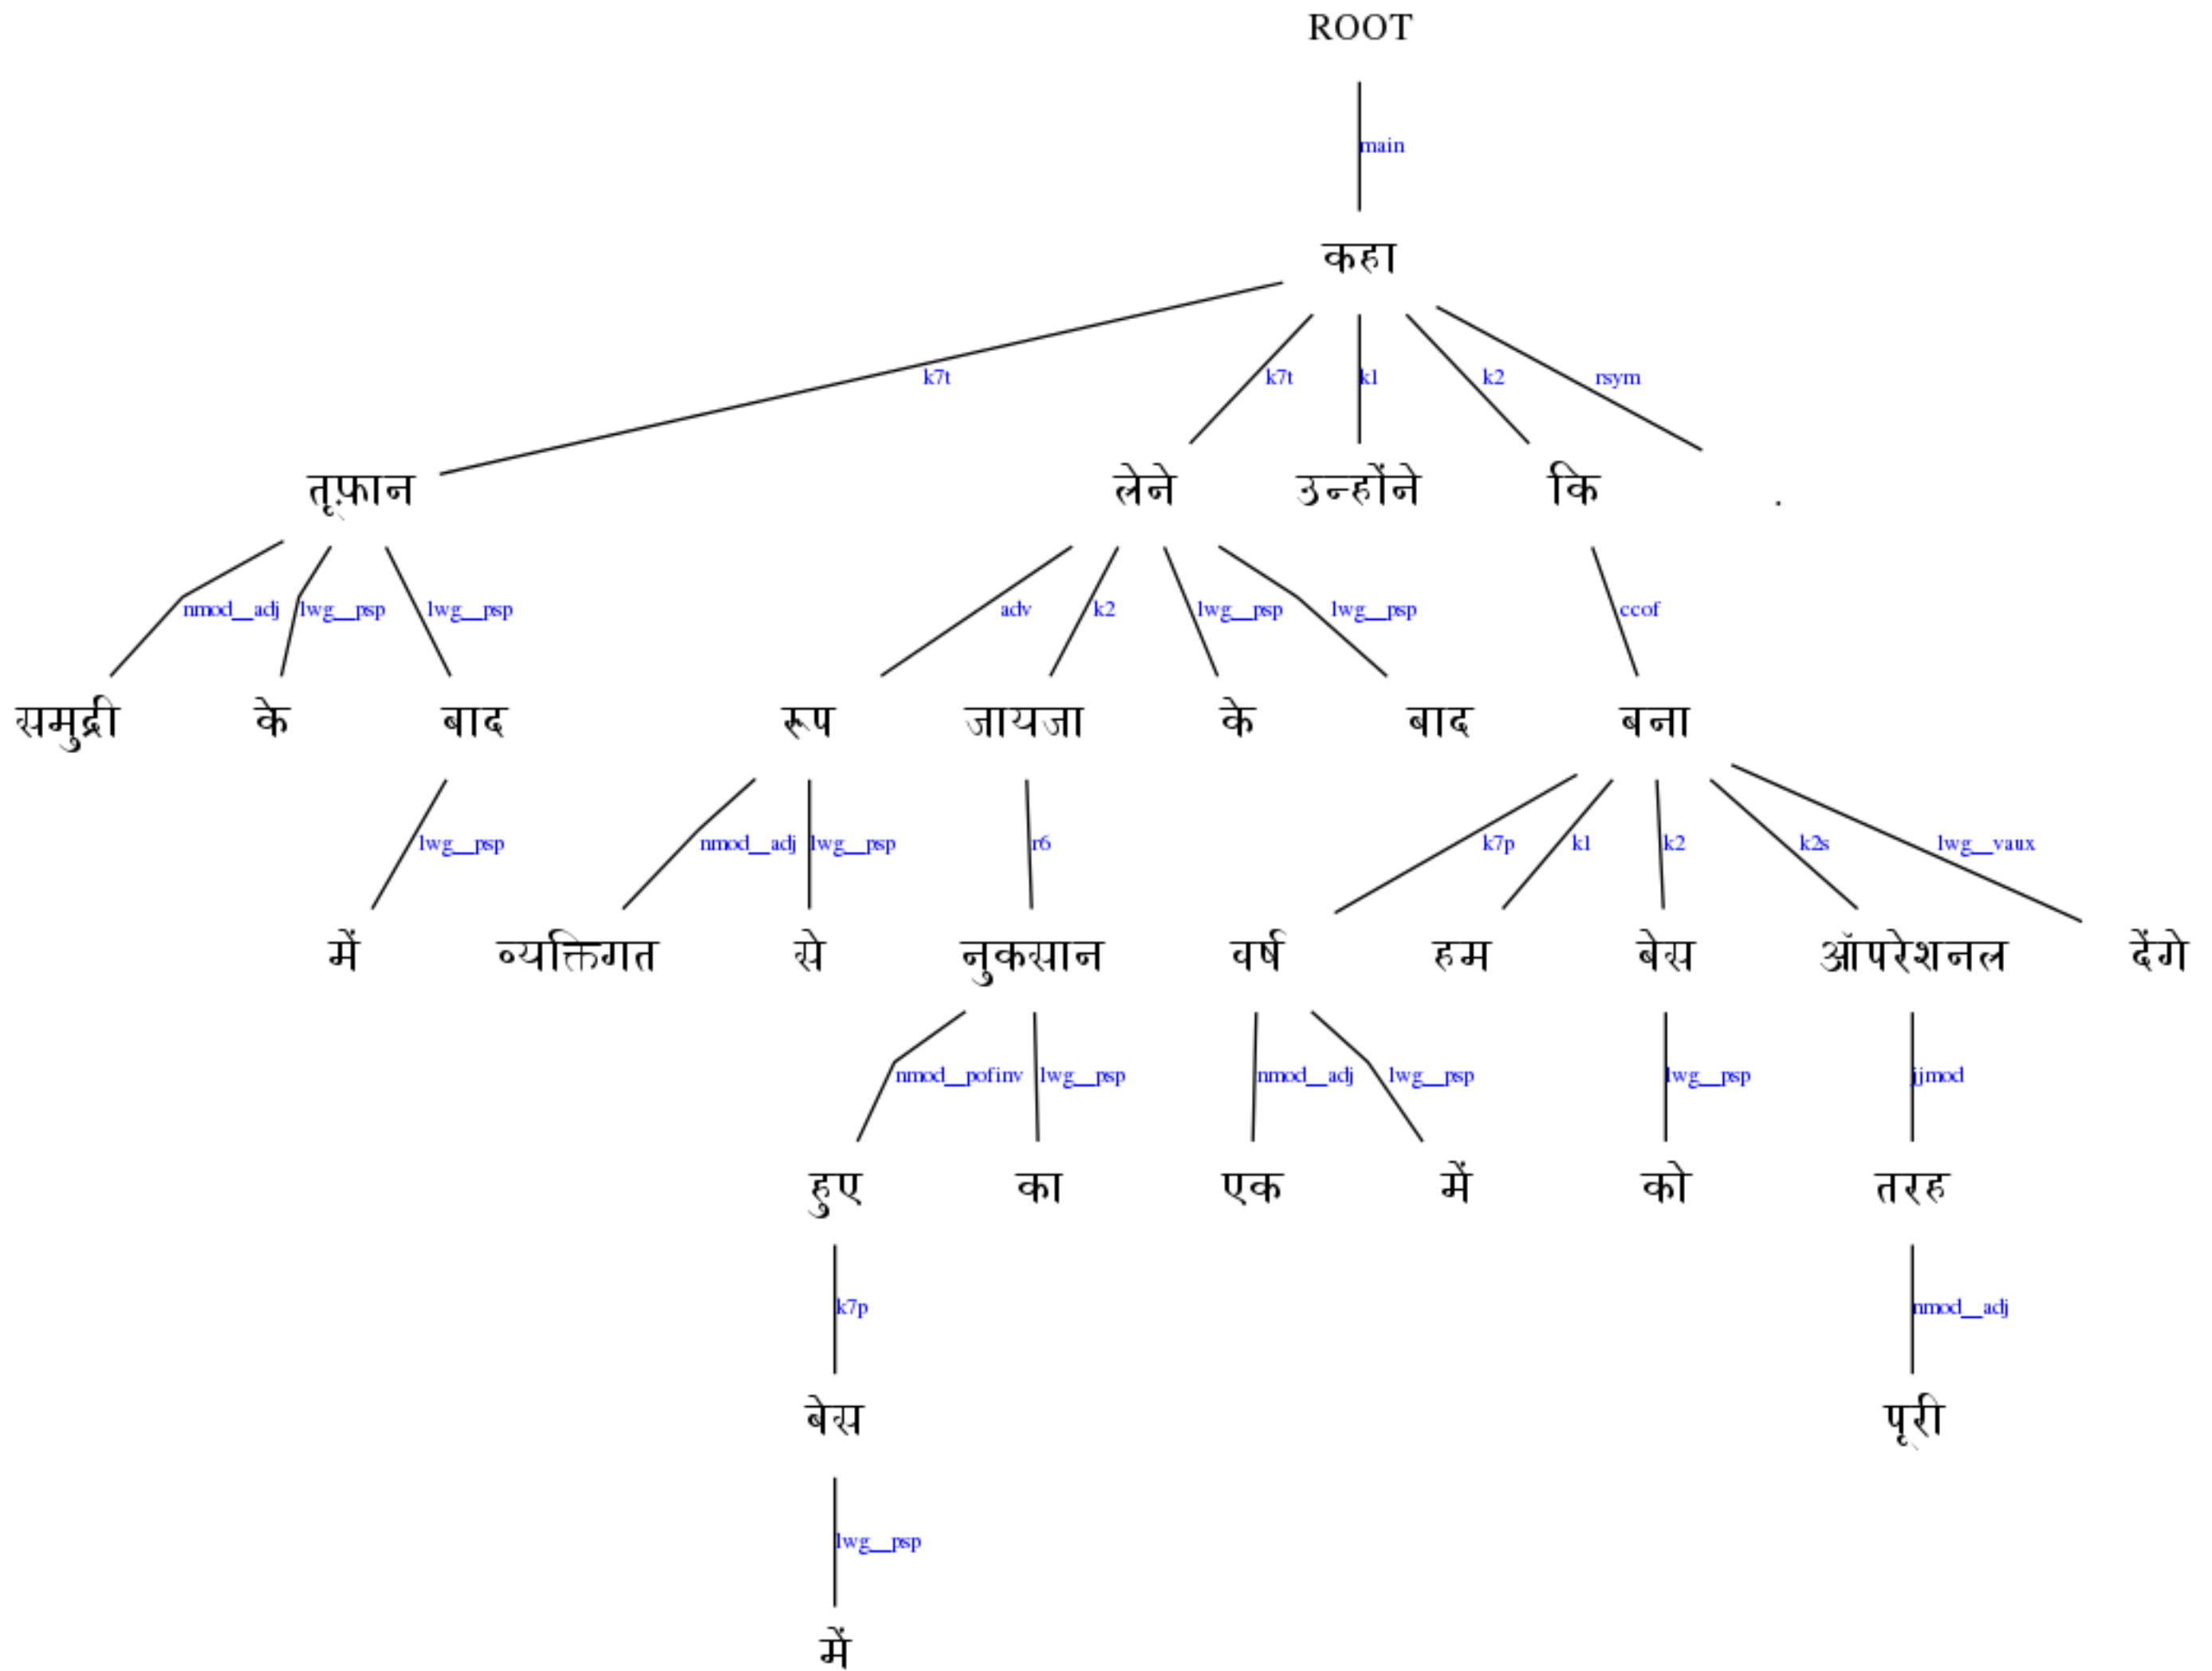 ROOT
main
कहा
k7t k7t k1 k2 rsym
तूफ़ान लेने उन्होंने कि .
nmod__adj lwg__psp lwg__psp adv k2 lwg__psp lwg__psp ccof
समुद्री के बाद रूप जायजा के बाद बना
lwg__psp nmod__adj lwg__psp r6 k7p k1 k2 k2s lwg__vaux
में व्यक्तिगत से नुकसान वर्ष हम बेस ऑपरेशनल देंगे
nmod__pofinv lwg__psp nmod__adj lwg__psp lwg__psp jjmod
हुए का एक में को तरह
k7p nmod__adj
बेस पूरी
lwg__psp
में